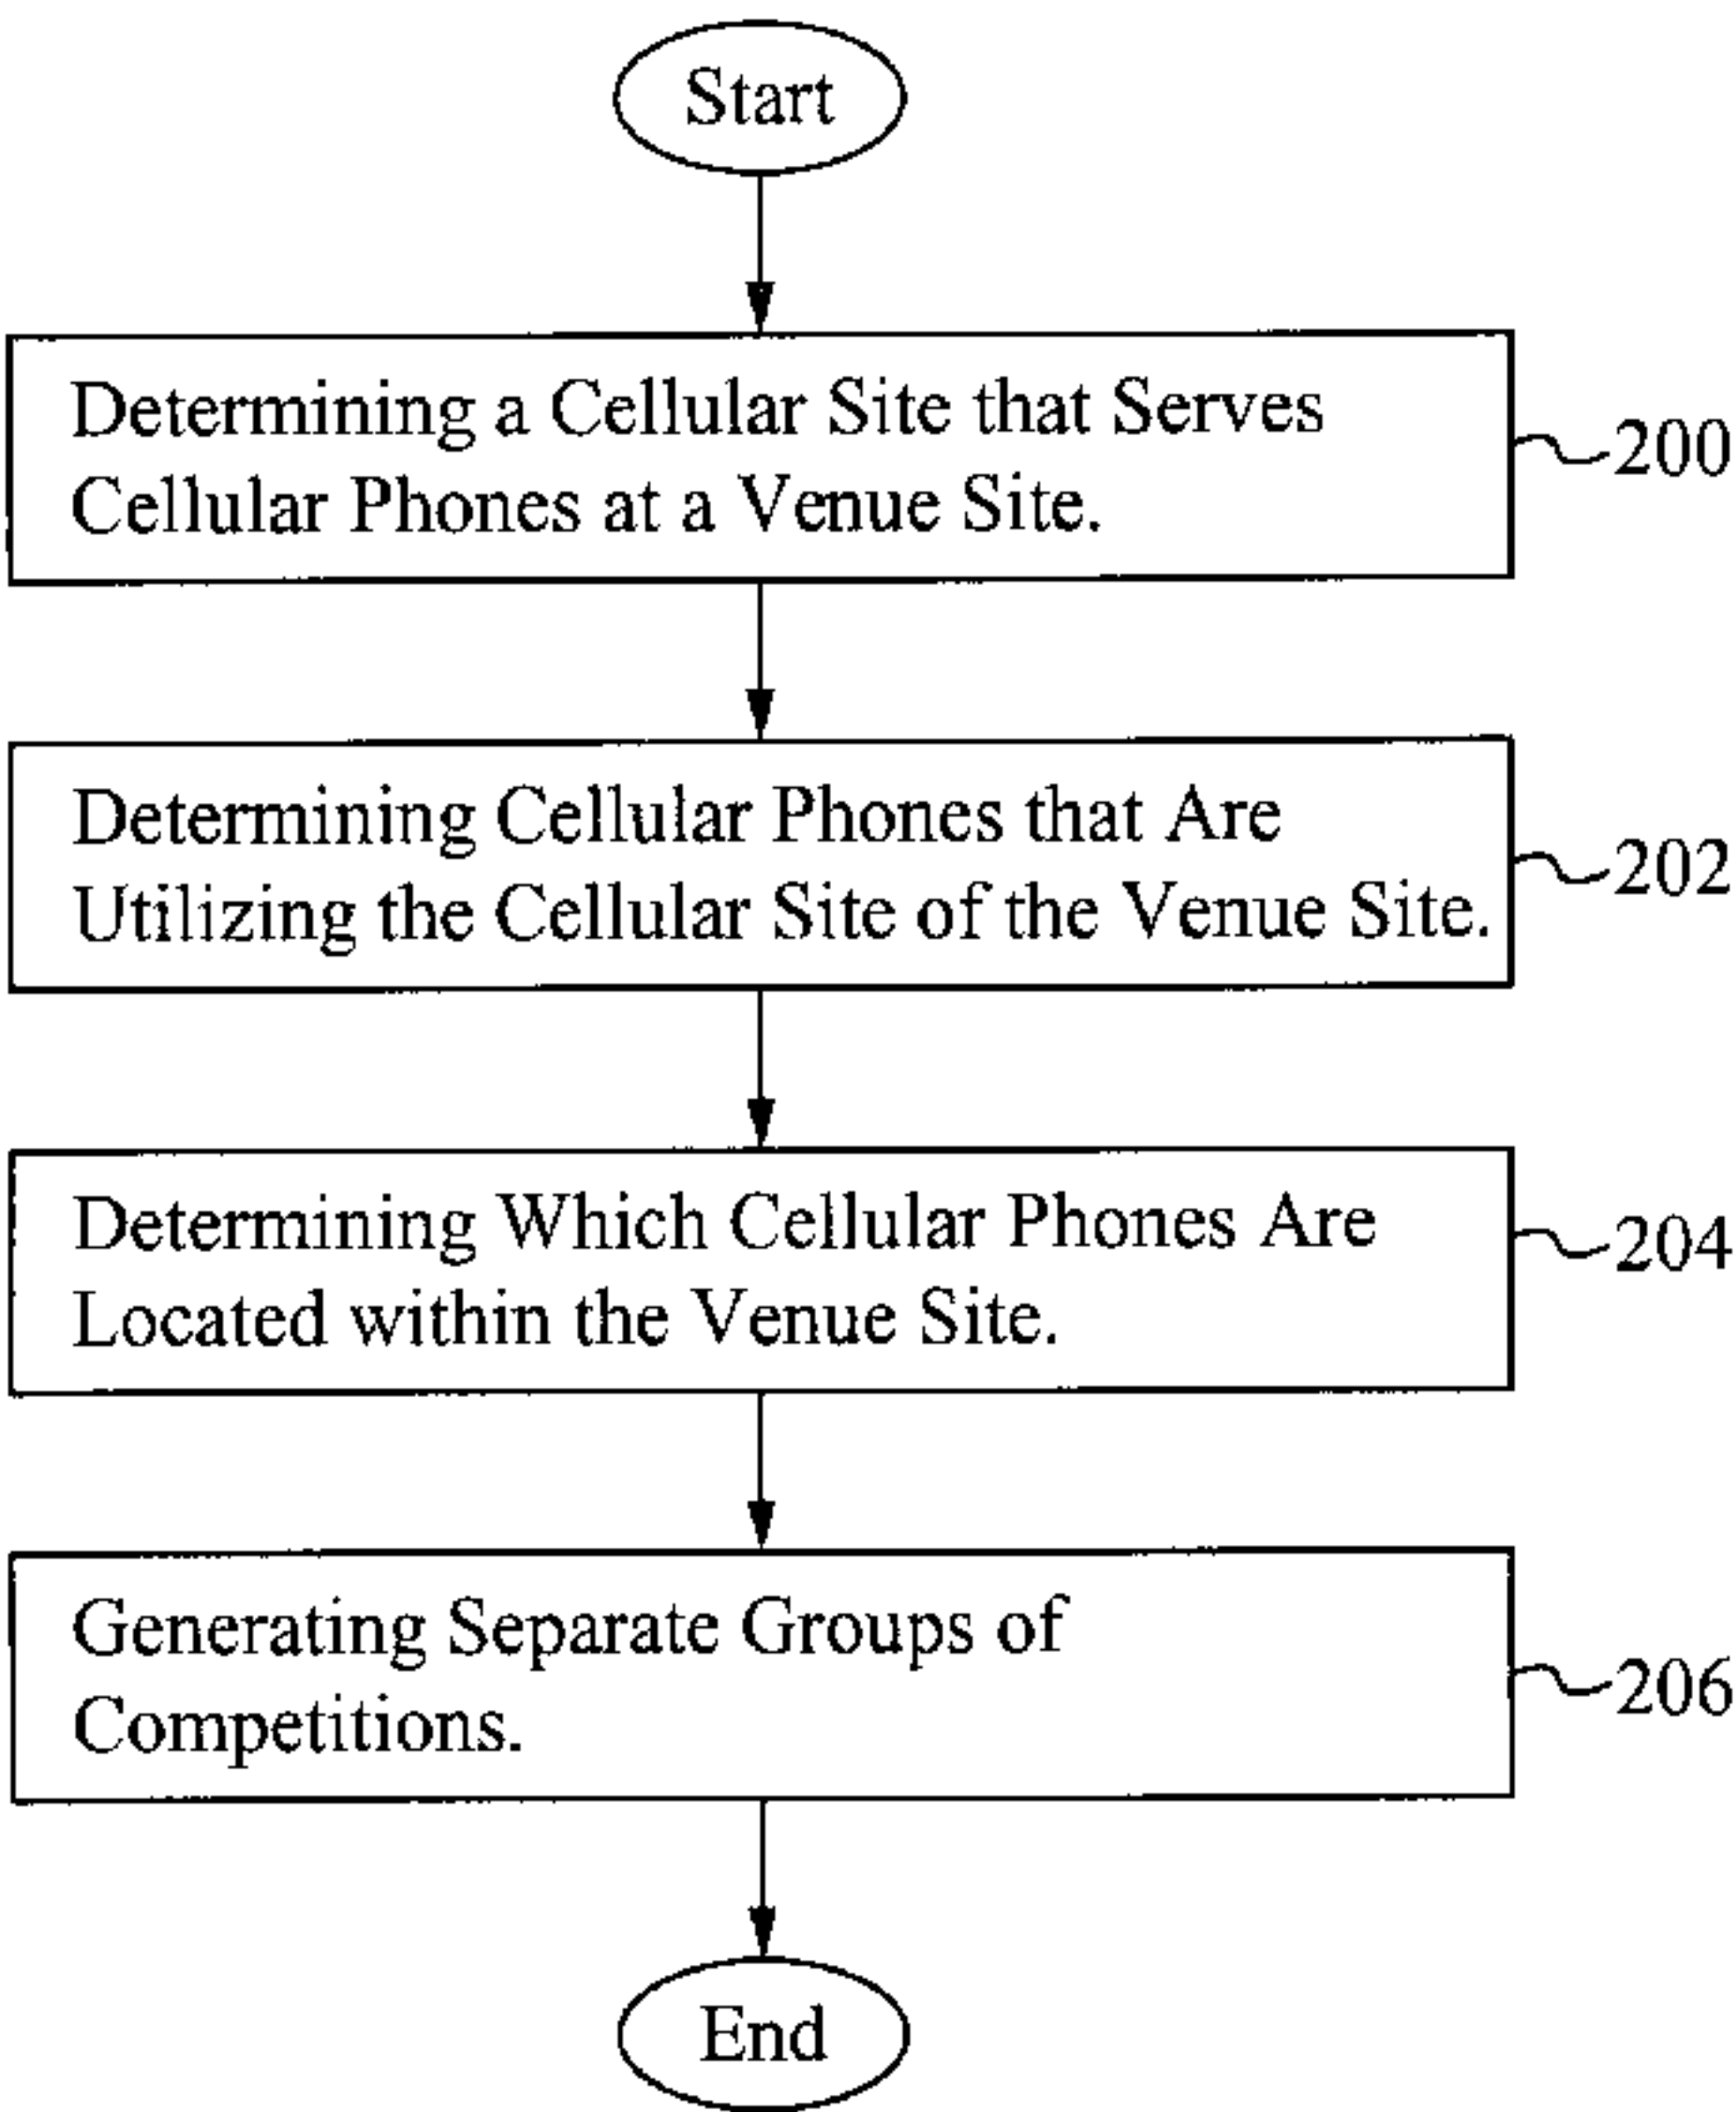 Start
Determining a Cellular Site that Serves
Cellular Phones at a Venue Site.
200
Determining Cellular Phones that Are
Utilizing the Cellular Site of the Venue Site.
202
Determining Which Cellular Phones Are
Located within the Venue Site.
204
Generating Separate Groups of
Competitions.
206
End